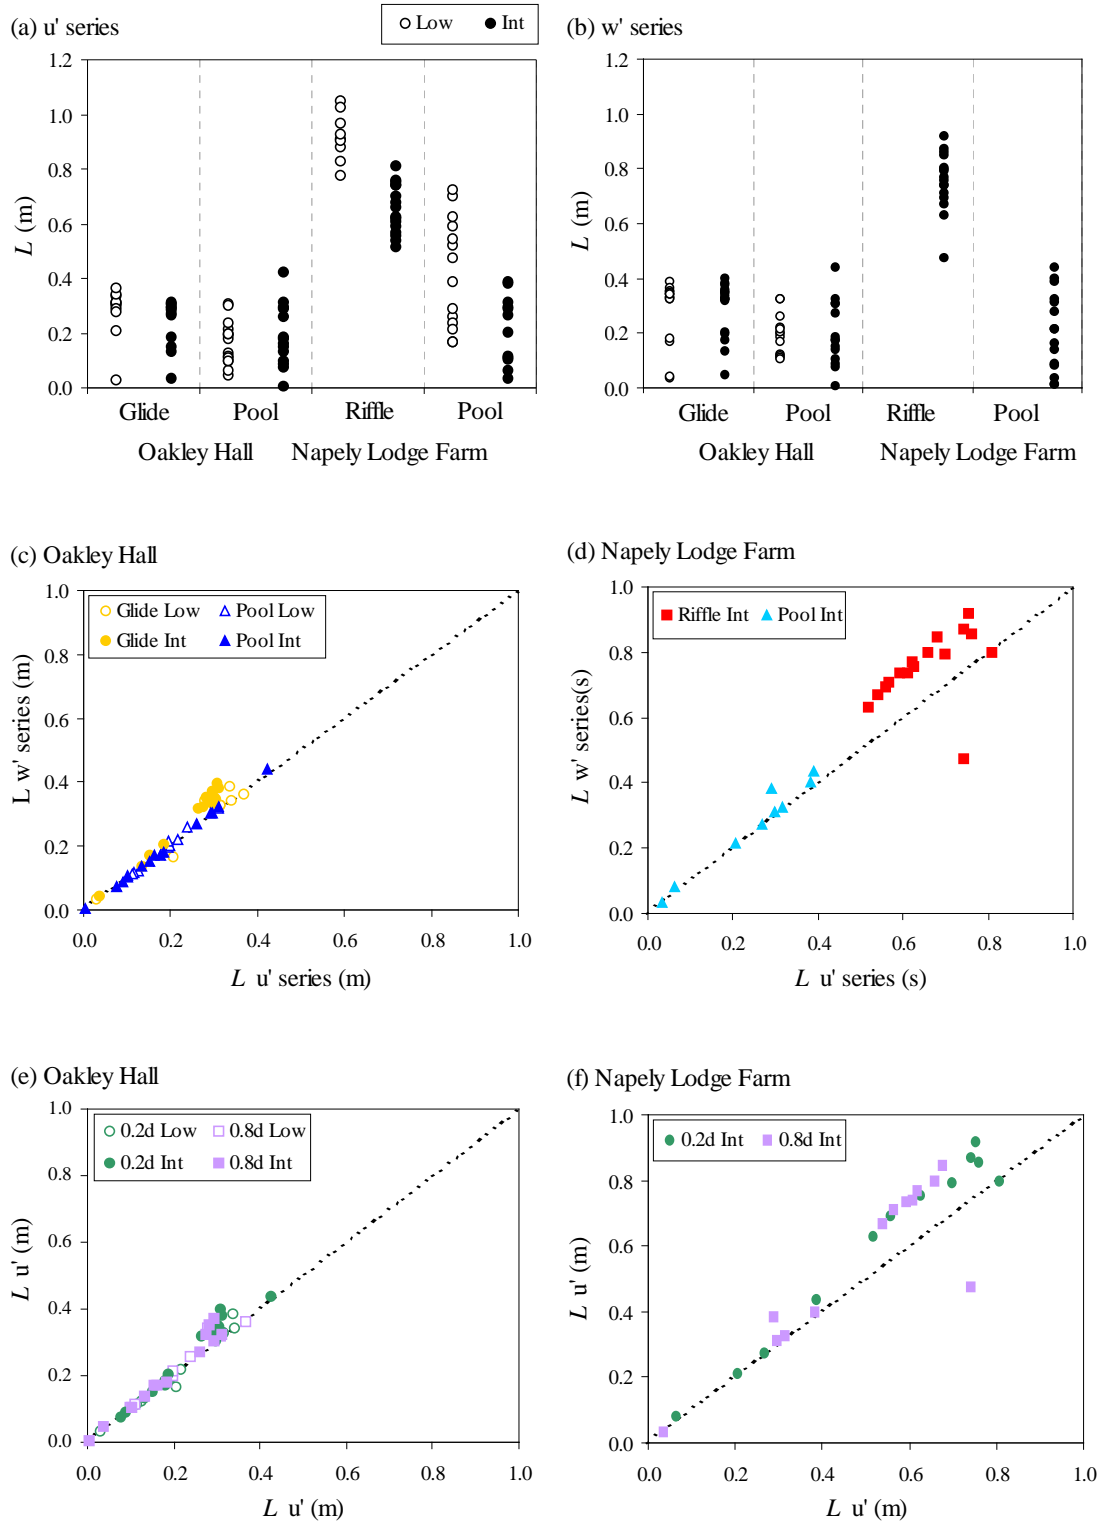 (a) u' series
Low Int
(b) w' series
1.2
1.0
0.8
0.6
0.4
0.2
0.0
L (m)
Glide Pool Riffle Pool
Oakley Hall Napely Lodge Farm
1.2
1.0
0.8
0.6
0.4
0.2
0.0
L (m)
Glide Pool Riffle Pool
Oakley Hall Napely Lodge Farm
(c) Oakley Hall
1.0
0.8
0.6
0.4
0.2
0.0
L w' series (m)
Glide Low Pool Low
Glide Int Pool Int
0.0 0.2 0.4 0.6 0.8 1.0
L u' series (m)
(d) Napely Lodge Farm
1.0
0.8
0.6
0.4
0.2
0.0
L w' series(s)
Riffle Int Pool Int
0.0 0.2 0.4 0.6 0.8 1.0
L u' series (s)
(e) Oakley Hall
1.0
0.8
0.6
0.4
0.2
0.0
L u' (m)
0.2d Low 0.8d Low
0.2d Int 0.8d Int
0.0 0.2 0.4 0.6 0.8 1.0
L u' (m)
(f) Napely Lodge Farm
1.0
0.8
0.6
0.4
0.2
0.0
L u' (m)
0.2d Int 0.8d Int
0.0 0.2 0.4 0.6 0.8 1.0
L u' (m)